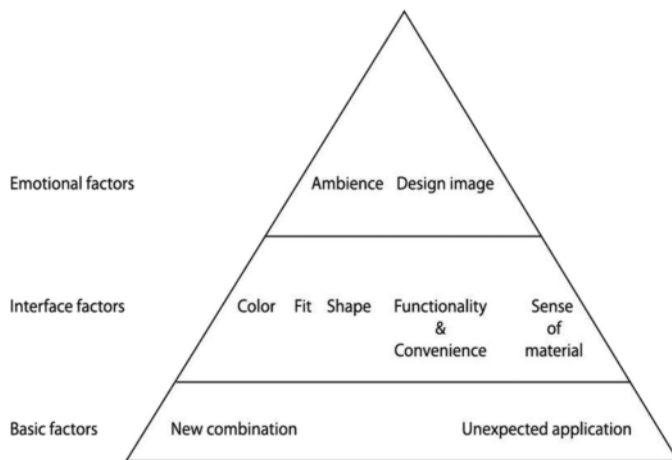 Emotional factors Ambience Design image
Interface factors Color Fit Shape Functionality Sense
& of
Convenience material
Basic factors New combination Unexpected application